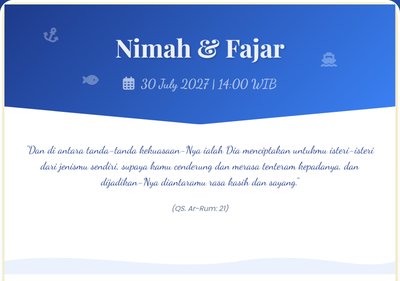 Nimah & Fajar
30 July 2027 | 14:00 WIB
"Dan di antara tanda-tanda kekuasaan-Nya ialah Dia menciptakan untukmu isteri-isteri
dari jenismu sendiri, supaya kamu cenderung dan merasa tenteram kepadanya, dan
dijadikan-Nya diantaramu rasa kasih dan sayang."
(QS. Ar-Rum: 21)